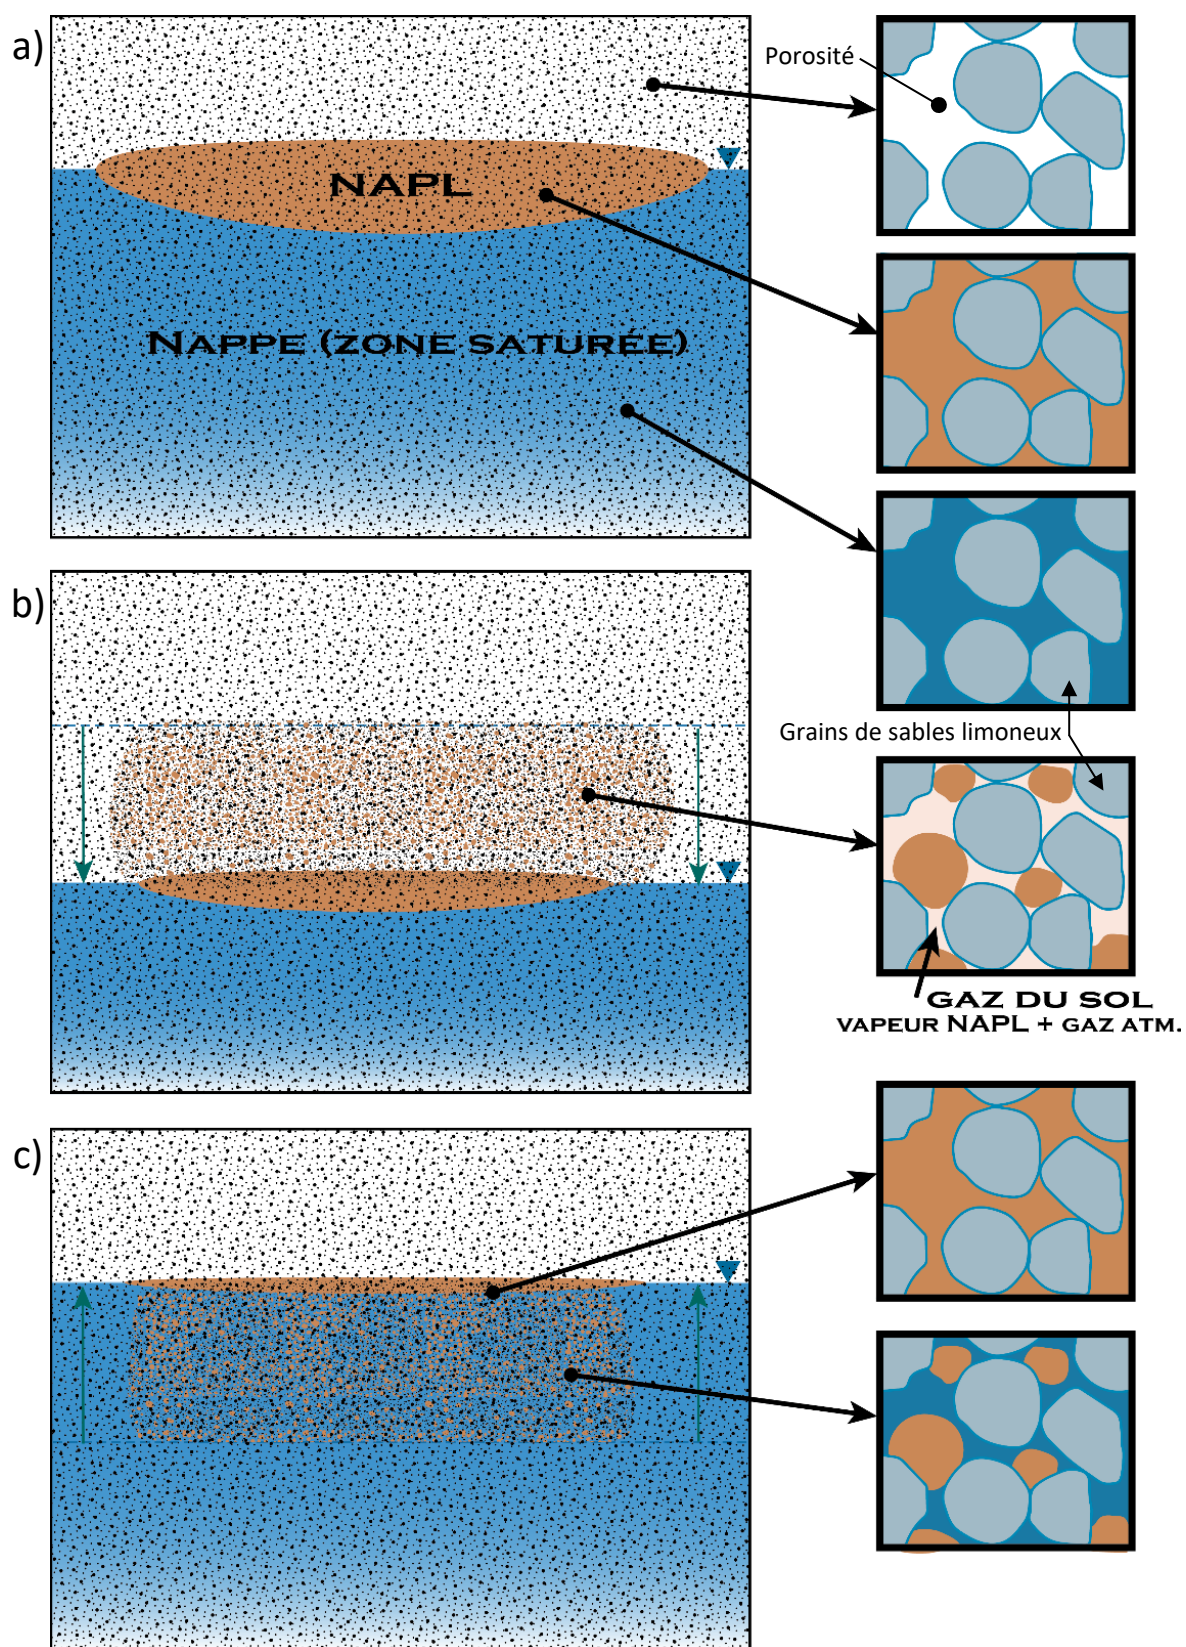 a)
Porosité
NAPL
NAPPE (ZONE SATURÉE)
b)
Grains de sables limoneux
GAZ DU SOL
VAPEUR NAPL + GAZ ATM.
c)